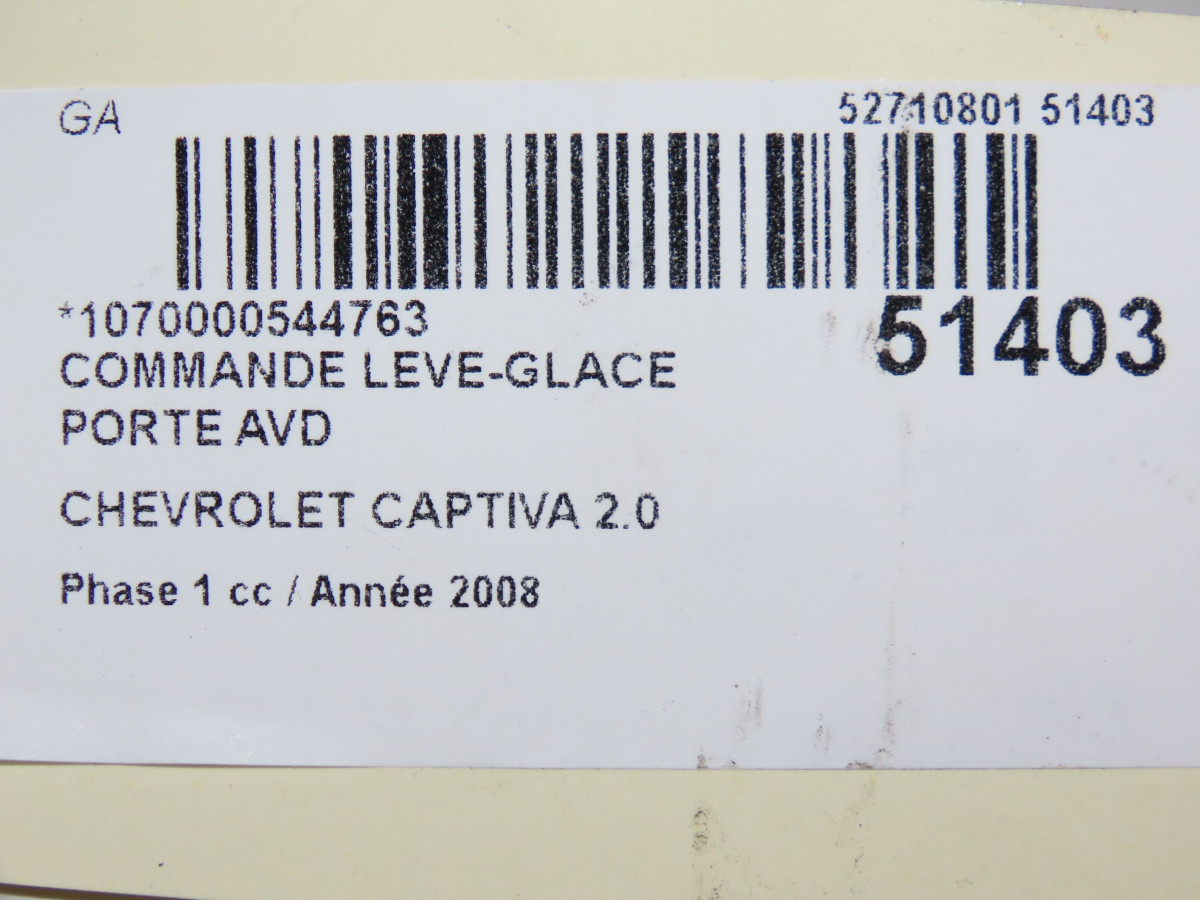 GA
52710801 51403
*1070000544763
51403
COMMANDE LEVE-GLACE
PORTE AVD
CHEVROLET CAPTIVA 2.0
Phase 1 cc / Année 2008